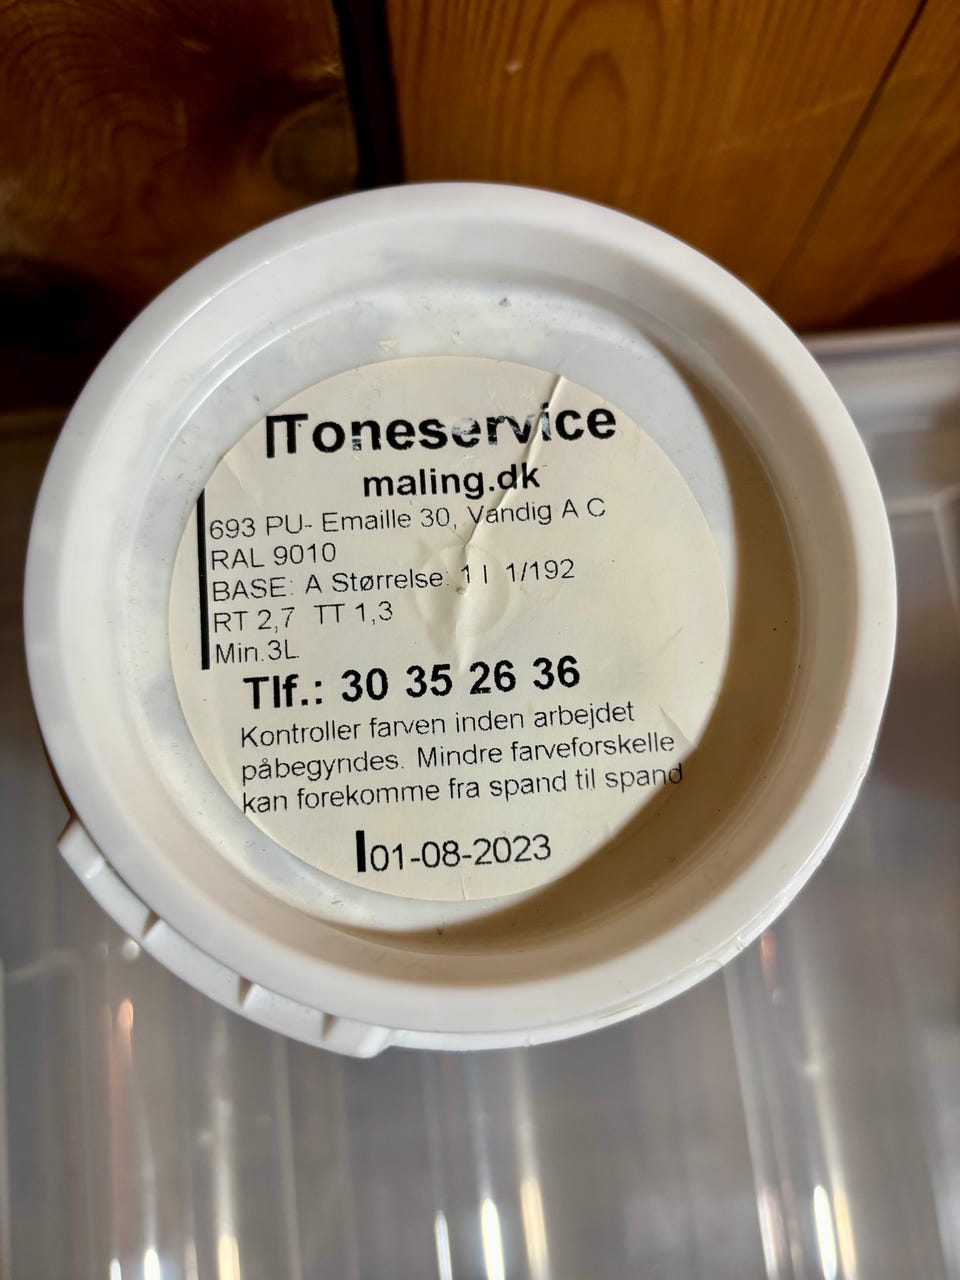 Toneservice
maling.dk
693 PU- Emaille 30, Vandig A C
RAL 9010
BASE: A Størrelse: 1 l 1/192
RT 2,7 TT 1,3
Min.3L
Tlf.: 30 35 26 36
Kontroller farven inden arbejdet
påbegyndes. Mindre farveforskelle
kan forekomme fra spand til spand
01-08-2023